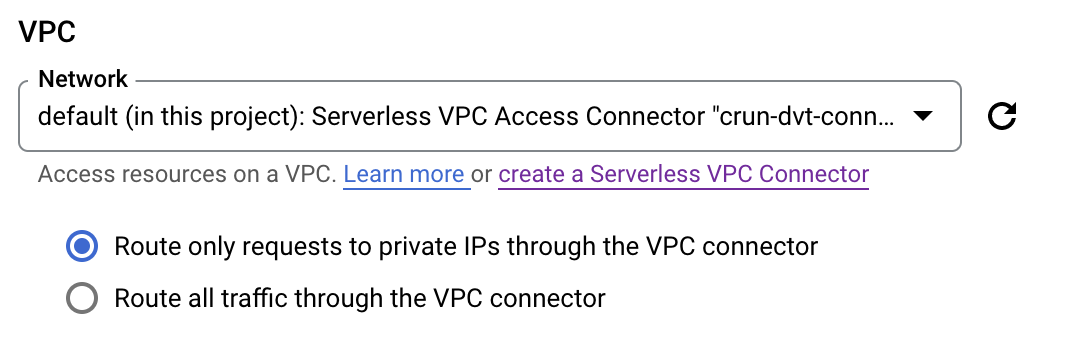 VPC
Network
default (in this project): Serverless VPC Access Connector "crun-dvt-conn...
Access resources on a VPC. Learn more or create a Serverless VPC Connector
Route only requests to private IPs through the VPC connector
Route all traffic through the VPC connector